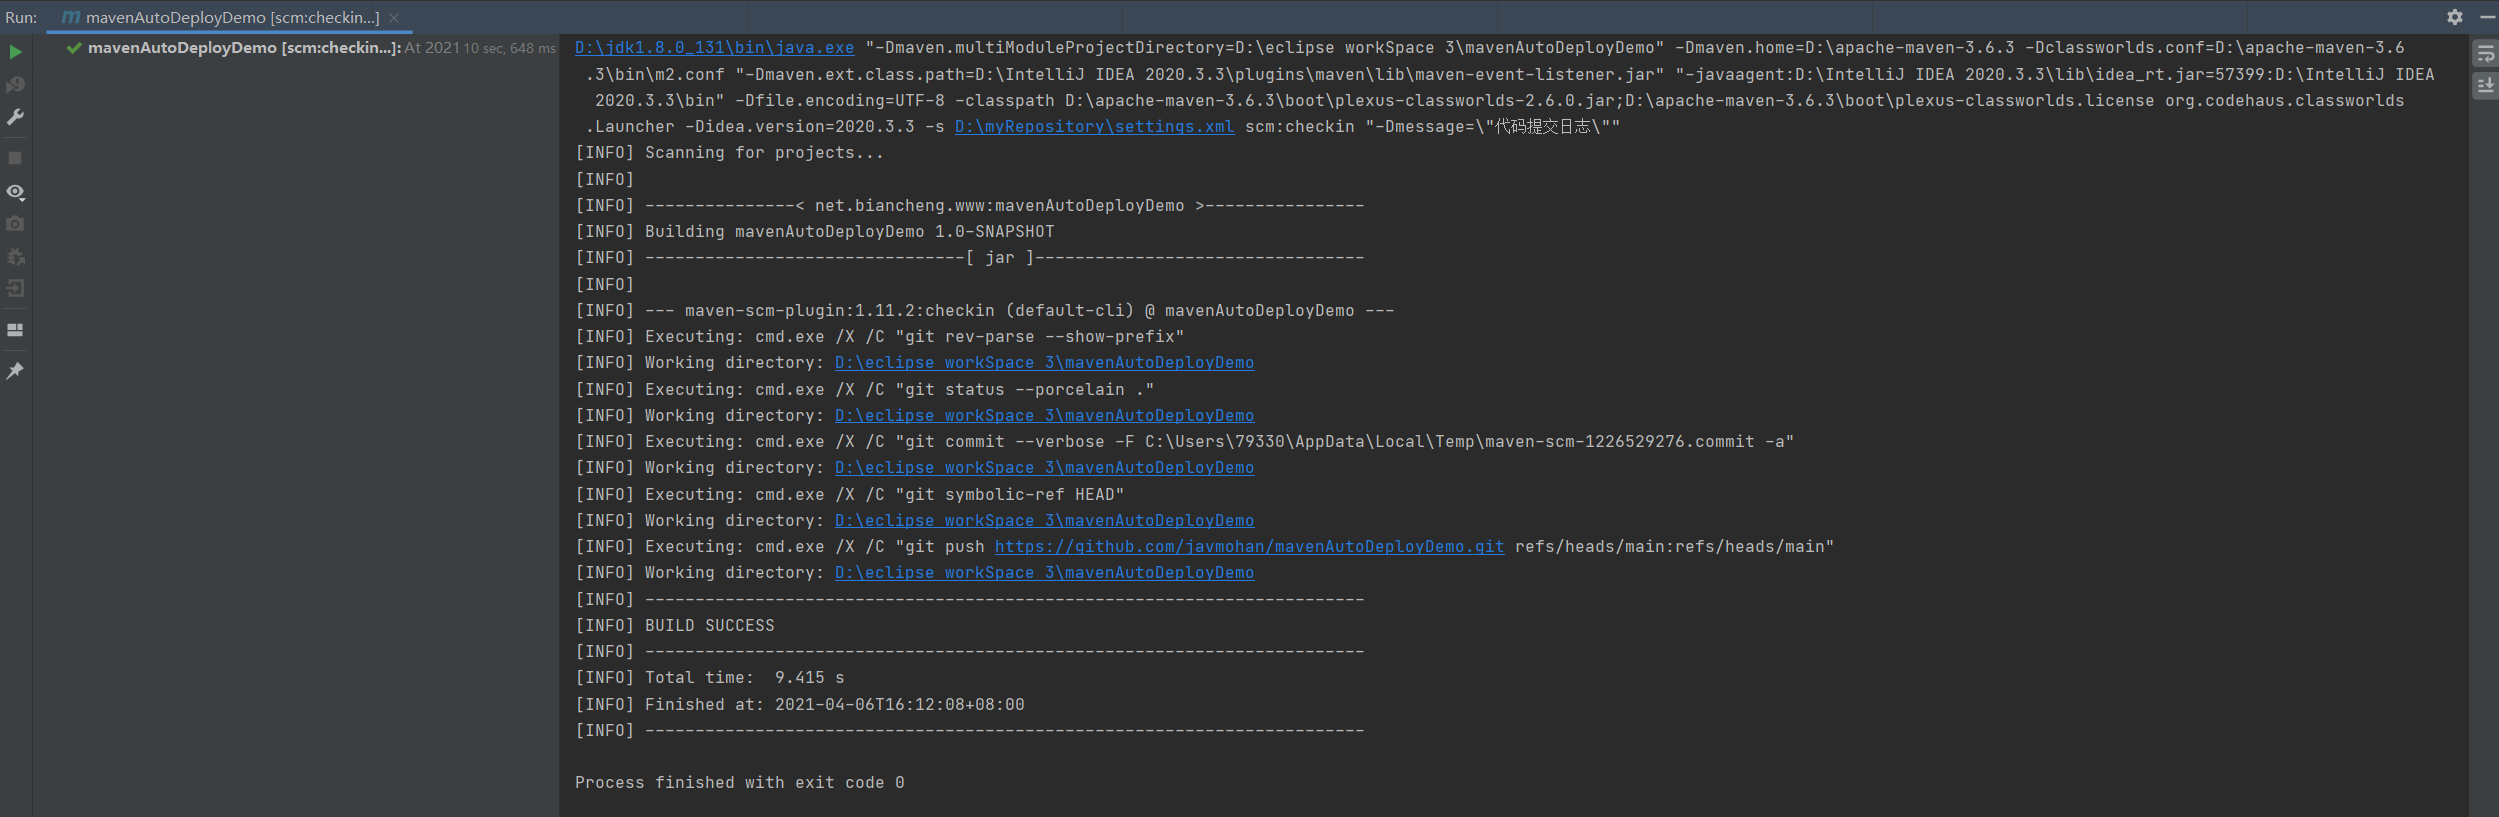 Run: mavenAutoDeployDemo [scm:checkin...]
mavenAutoDeployDemo [scm:checkin...]: At 2021 10 sec, 648 ms
D:\jdk1.8.0_131\bin\java.exe "-Dmaven.multiModuleProjectDirectory=D:\eclipse workSpace 3\mavenAutoDeployDemo" -Dmaven.home=D:\apache-maven-3.6.3 -Dclassworlds.conf=D:\apache-maven-3.6
.3\bin\m2.conf "-Dmaven.ext.class.path=D:\IntelliJ IDEA 2020.3.3\plugins\maven\lib\maven-event-listener.jar" "-javaagent:D:\IntelliJ IDEA 2020.3.3\lib\idea_rt.jar=57399:D:\IntelliJ IDEA
2020.3.3\bin" -Dfile.encoding=UTF-8 -classpath D:\apache-maven-3.6.3\boot\plexus-classworlds-2.6.0.jar;D:\apache-maven-3.6.3\boot\plexus-classworlds.license org.codehaus.classworlds
.Launcher -Didea.version=2020.3.3 -s D:\myRepository\settings.xml scm:checkin "-Dmessage=\"代码提交日志\""
[INFO] Scanning for projects...
[INFO]
[INFO] ---------------< net.biancheng.www:mavenAutoDeployDemo >----------------
[INFO] Building mavenAutoDeployDemo 1.0-SNAPSHOT
[INFO] --------------------------------[ jar ]---------------------------------
[INFO]
[INFO] --- maven-scm-plugin:1.11.2:checkin (default-cli) @ mavenAutoDeployDemo ---
[INFO] Executing: cmd.exe /X /C "git rev-parse --show-prefix"
[INFO] Working directory: D:\eclipse workSpace 3\mavenAutoDeployDemo
[INFO] Executing: cmd.exe /X /C "git status --porcelain ."
[INFO] Working directory: D:\eclipse workSpace 3\mavenAutoDeployDemo
[INFO] Executing: cmd.exe /X /C "git commit --verbose -F C:\Users\79330\AppData\Local\Temp\maven-scm-1226529276.commit -a"
[INFO] Working directory: D:\eclipse workSpace 3\mavenAutoDeployDemo
[INFO] Executing: cmd.exe /X /C "git symbolic-ref HEAD"
[INFO] Working directory: D:\eclipse workSpace 3\mavenAutoDeployDemo
[INFO] Executing: cmd.exe /X /C "git push https://github.com/javmohan/mavenAutoDeployDemo.git refs/heads/main:refs/heads/main"
[INFO] Working directory: D:\eclipse workSpace 3\mavenAutoDeployDemo
[INFO] ------------------------------------------------------------------------
[INFO] BUILD SUCCESS
[INFO] ------------------------------------------------------------------------
[INFO] Total time:  9.415 s
[INFO] Finished at: 2021-04-06T16:12:08+08:00
[INFO] ------------------------------------------------------------------------
Process finished with exit code 0